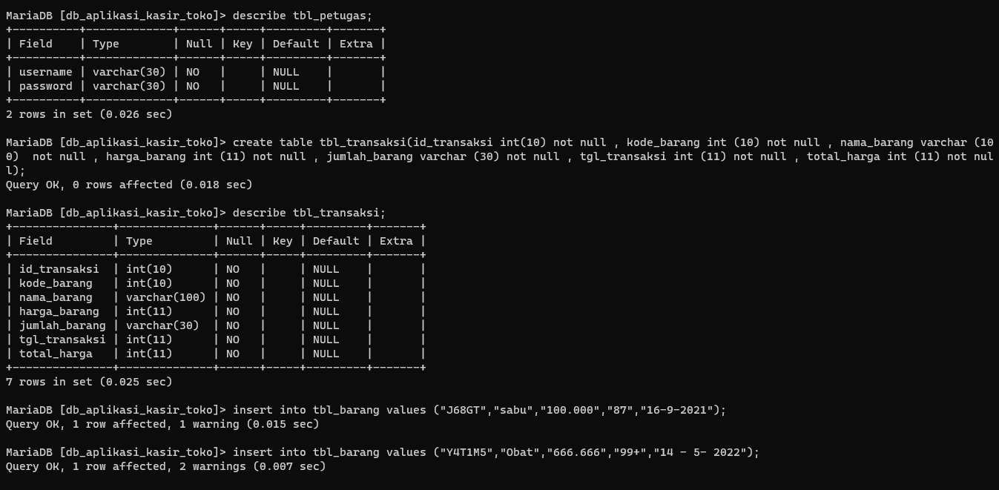 MariaDB [db_aplikasi_kasir_toko]> describe tbl_petugas;
+----------+-------------+------+-----+---------+-------+
| Field    | Type        | Null | Key | Default | Extra |
+----------+-------------+------+-----+---------+-------+
| username | varchar(30) | NO   |     | NULL    |       |
| password | varchar(30) | NO   |     | NULL    |       |
+----------+-------------+------+-----+---------+-------+
2 rows in set (0.026 sec)

MariaDB [db_aplikasi_kasir_toko]> create table tbl_transaksi(id_transaksi int(10) not null , kode_barang int (10) not null , nama_barang varchar (10
0)  not null , harga_barang int (11) not null , jumlah_barang varchar (30) not null , tgl_transaksi int (11) not null , total_harga int (11) not nul
l);
Query OK, 0 rows affected (0.018 sec)

MariaDB [db_aplikasi_kasir_toko]> describe tbl_transaksi;
+---------------+--------------+------+-----+---------+-------+
| Field         | Type         | Null | Key | Default | Extra |
+---------------+--------------+------+-----+---------+-------+
| id_transaksi  | int(10)      | NO   |     | NULL    |       |
| kode_barang   | int(10)      | NO   |     | NULL    |       |
| nama_barang   | varchar(100) | NO   |     | NULL    |       |
| harga_barang  | int(11)      | NO   |     | NULL    |       |
| jumlah_barang | varchar(30)  | NO   |     | NULL    |       |
| tgl_transaksi | int(11)      | NO   |     | NULL    |       |
| total_harga   | int(11)      | NO   |     | NULL    |       |
+---------------+--------------+------+-----+---------+-------+
7 rows in set (0.025 sec)

MariaDB [db_aplikasi_kasir_toko]> insert into tbl_barang values ("J68GT","sabu","100.000","87","16-9-2021");
Query OK, 1 row affected, 1 warning (0.015 sec)

MariaDB [db_aplikasi_kasir_toko]> insert into tbl_barang values ("Y4T1M5","Obat","666.666","99+","14 - 5- 2022");
Query OK, 1 row affected, 2 warnings (0.007 sec)